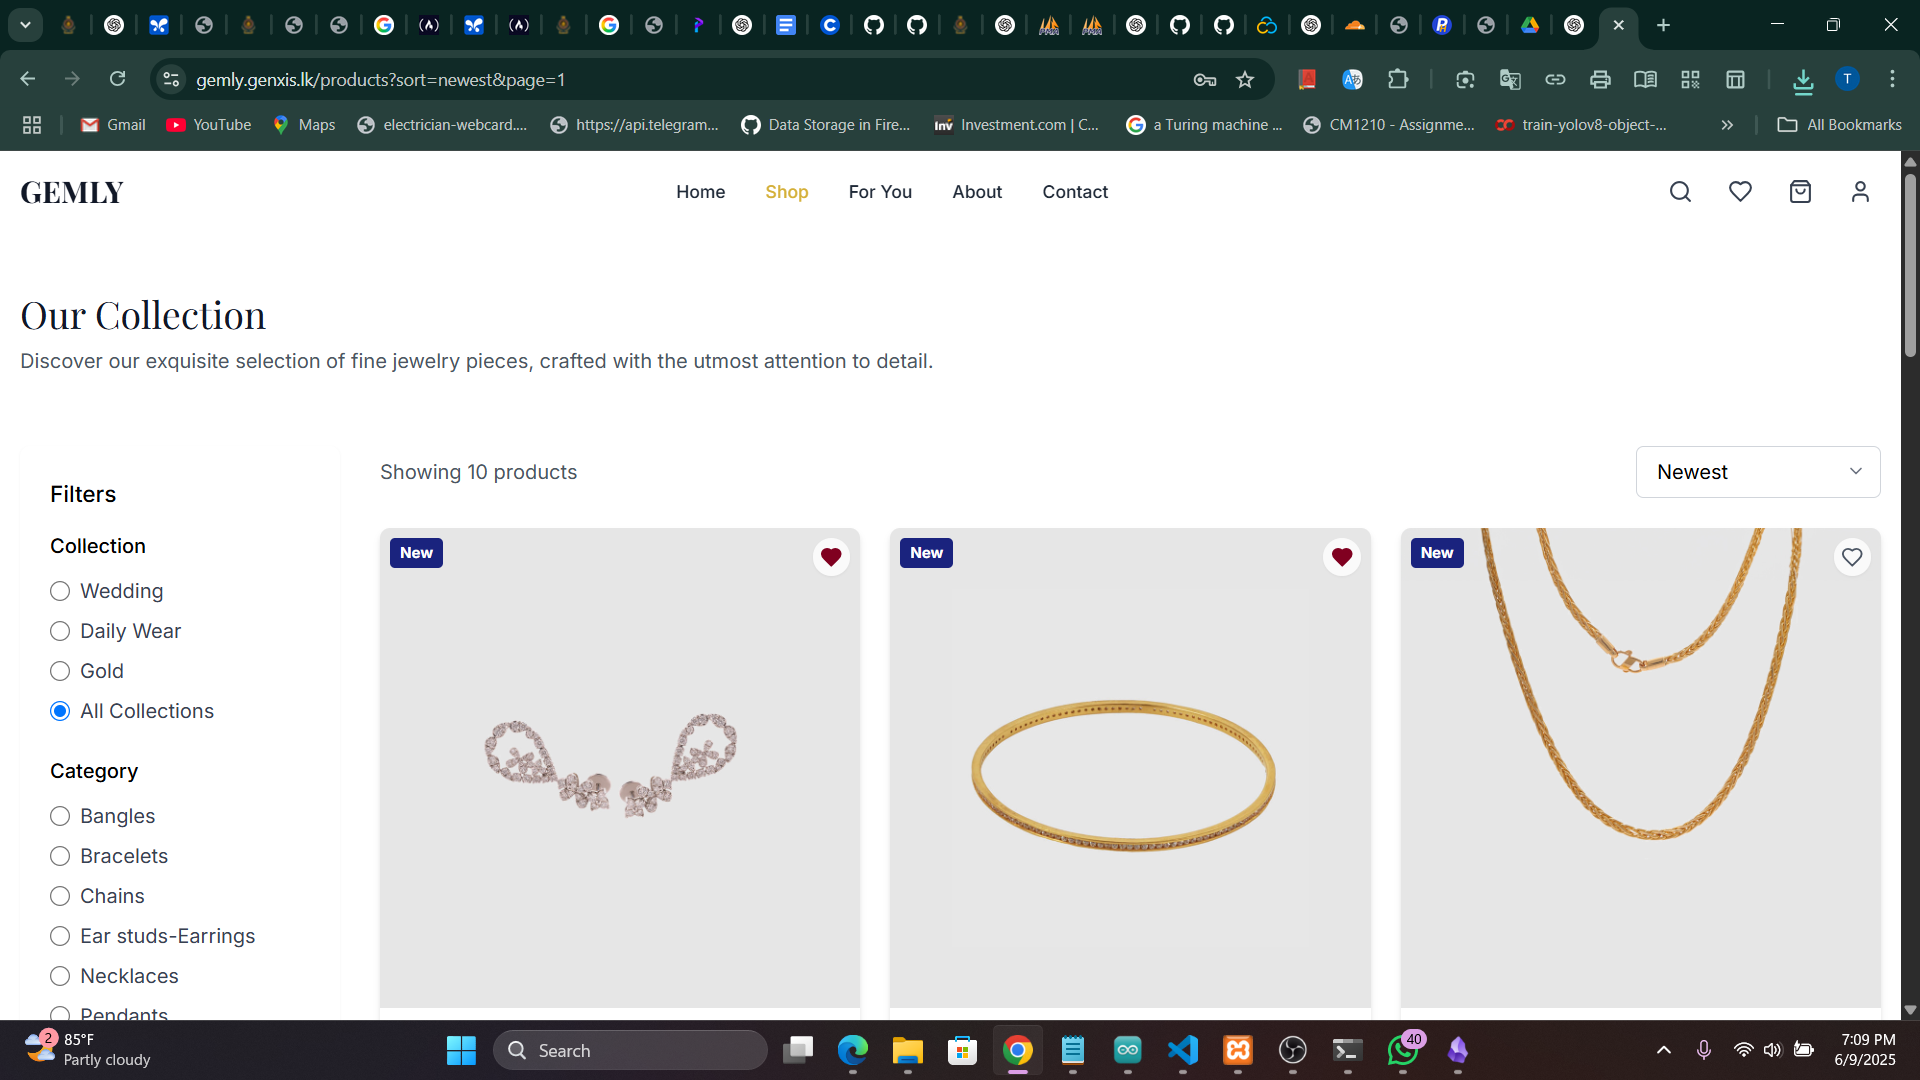 gemly.genxis.lk/products?sort=newest&page=1
T
Gmail
YouTube
Maps
electrician-webcard....
https://api.telegram...
Data Storage in Fire...
Investment.com | C...
a Turing machine ...
CM1210 - Assignme...
train-yolov8-object-...
All Bookmarks
GEMLY
Home
Shop
For You
About
Contact
Our Collection
Discover our exquisite selection of fine jewelry pieces, crafted with the utmost attention to detail.
Filters
Collection
Wedding
Daily Wear
Gold
All Collections
Category
Bangles
Bracelets
Chains
Ear studs-Earrings
Necklaces
Pendants
Showing 10 products
Newest
New
New
New
2
85°F
Partly cloudy
Search
40
7:09 PM
6/9/2025